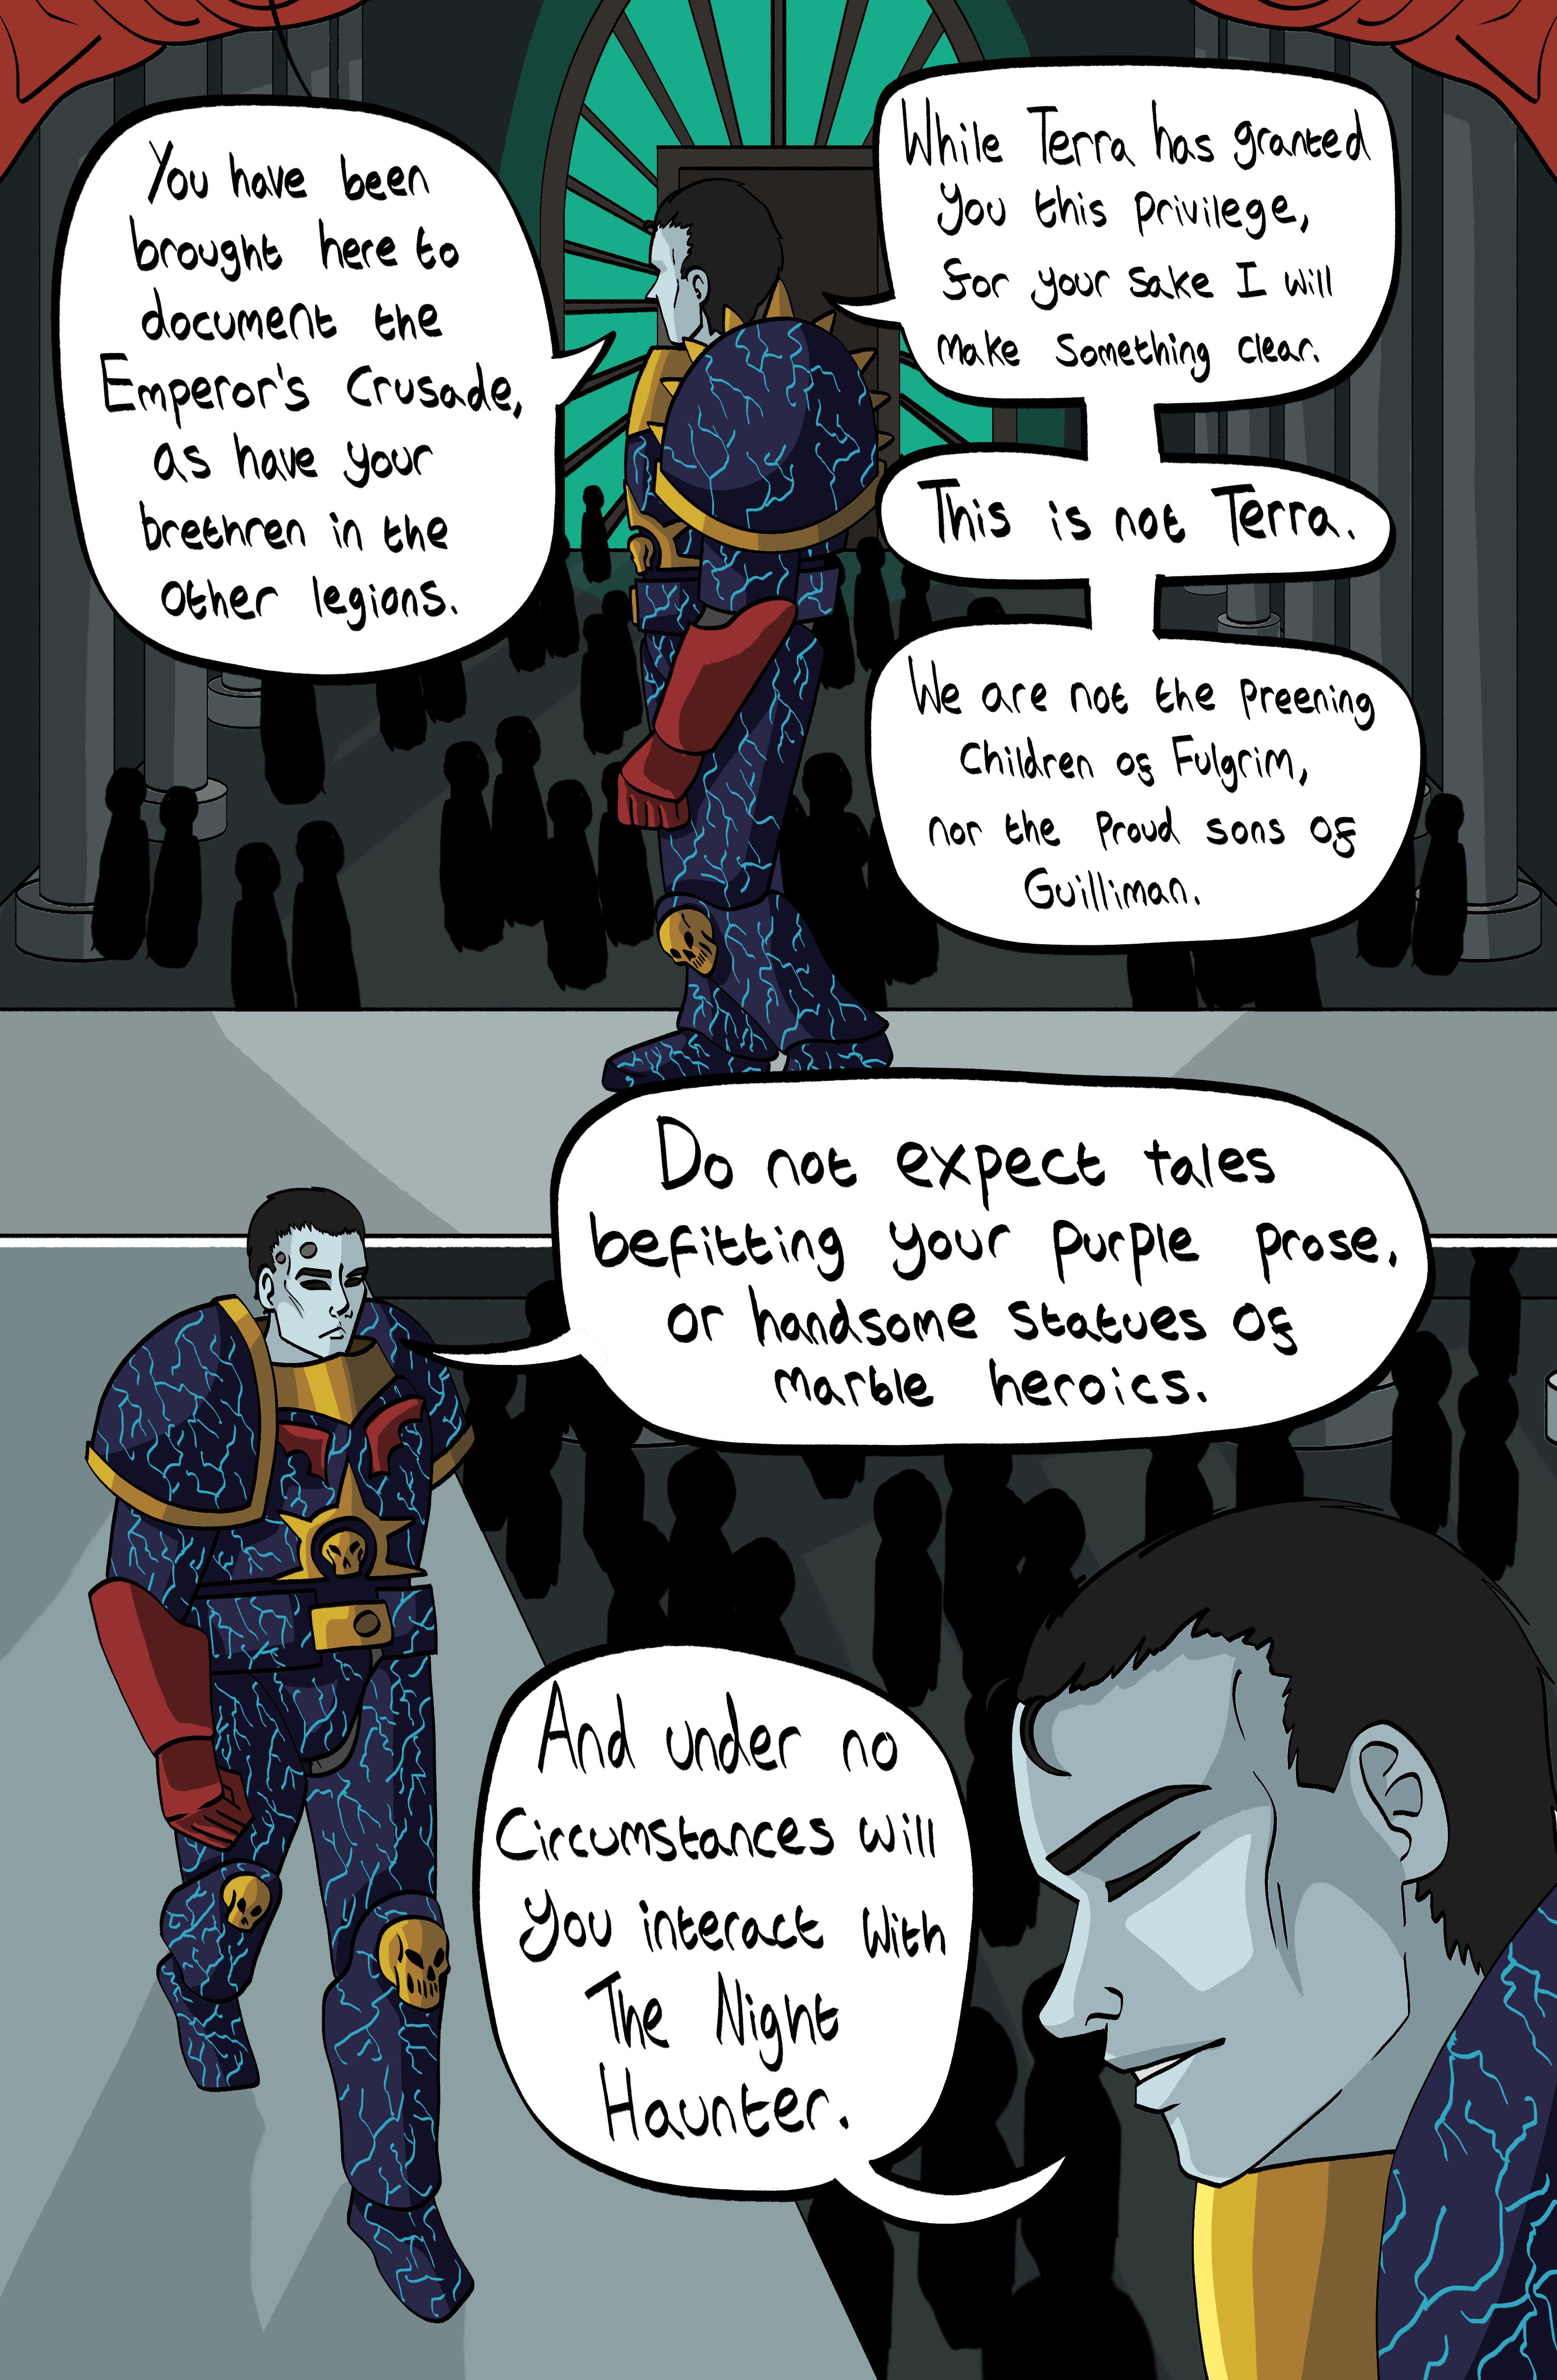 You have been
brought here to
document the
Emperor's Crusade,
as have your
brethren in the
other legions.
While Terra has granted
you this privilege,
for your sake I will
make something clear.
This is not Terra.
We are not the preening
children of Fulgrim,
nor the proud sons of
Guilliman.
Do not expect tales
befitting your purple prose,
or handsome statues of
marble heroics.
And under no
circumstances will
you interact with
The Night
Haunter.